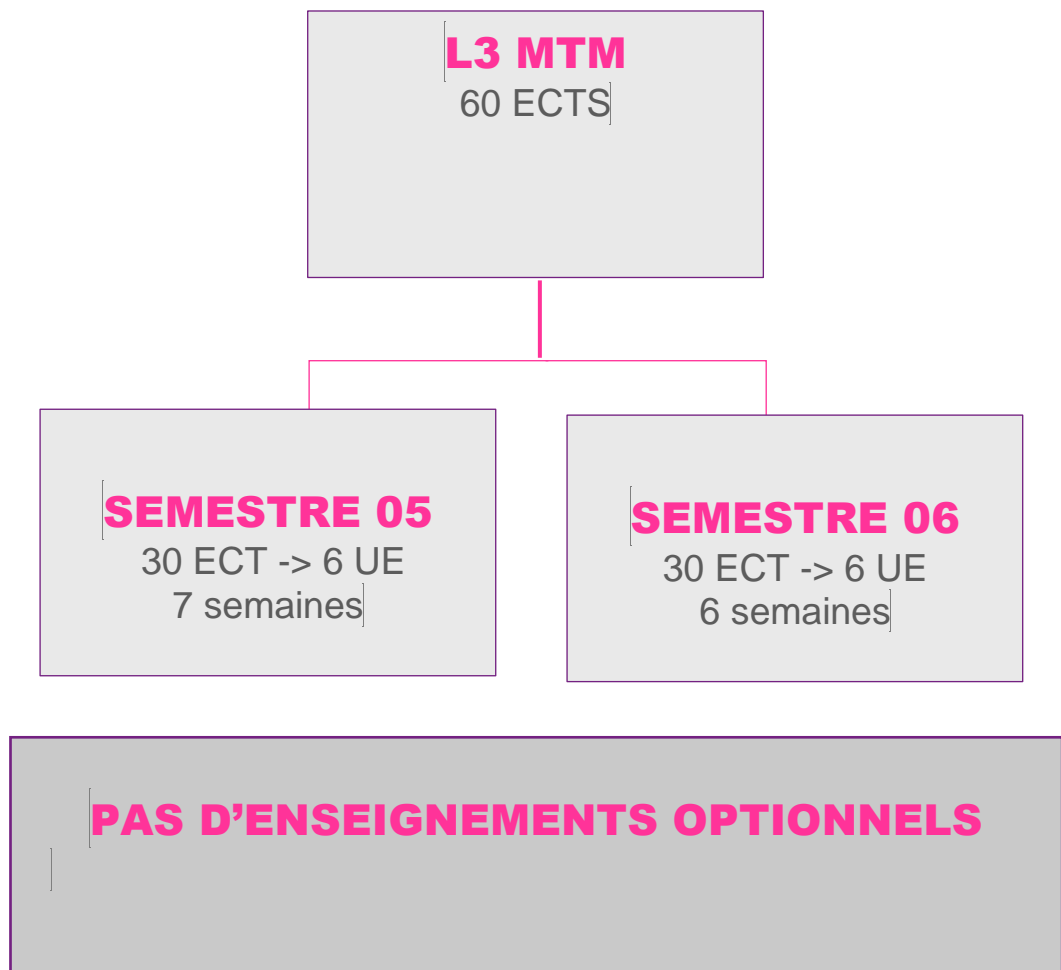 L3 MTM
60 ECTS
SEMESTRE 05
30 ECT -> 6 UE
7 semaines
SEMESTRE 06
30 ECT -> 6 UE
6 semaines
PAS D’ENSEIGNEMENTS OPTIONNELS